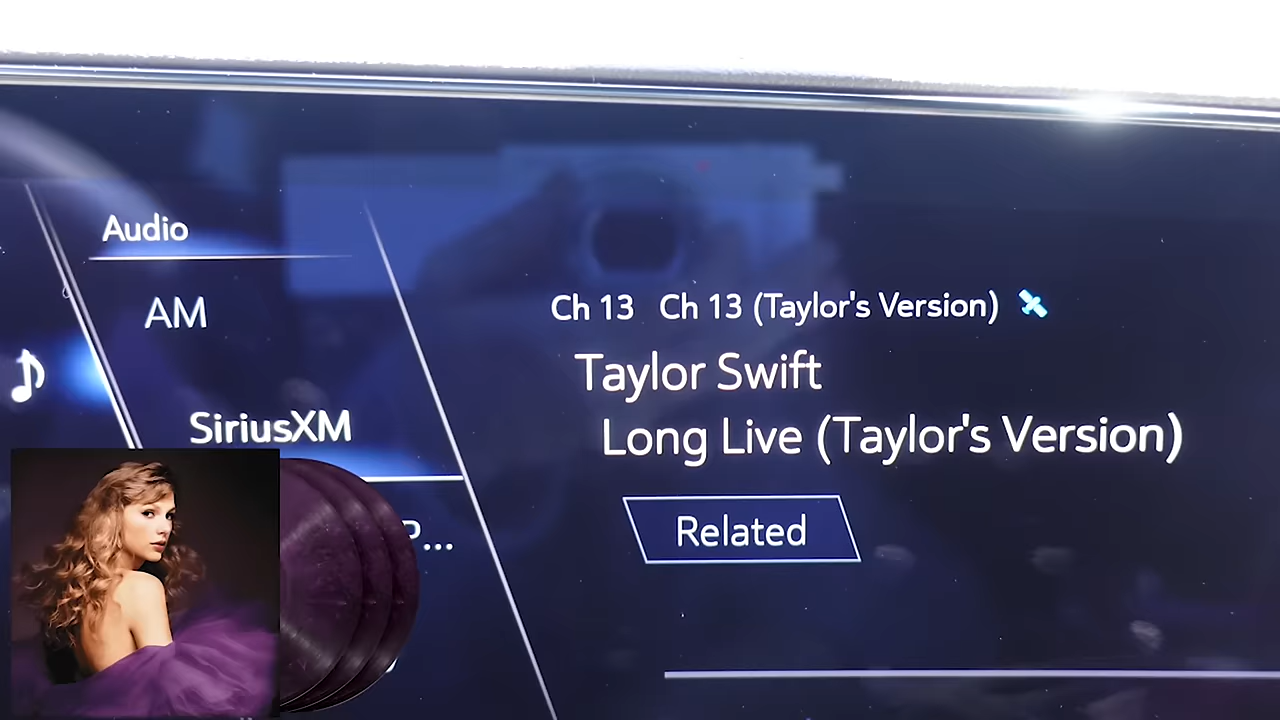 Audio
AM
SiriusXM
P...
Ch 13 Ch 13 (Taylor's Version)
Taylor Swift
Long Live (Taylor's Version)
Related